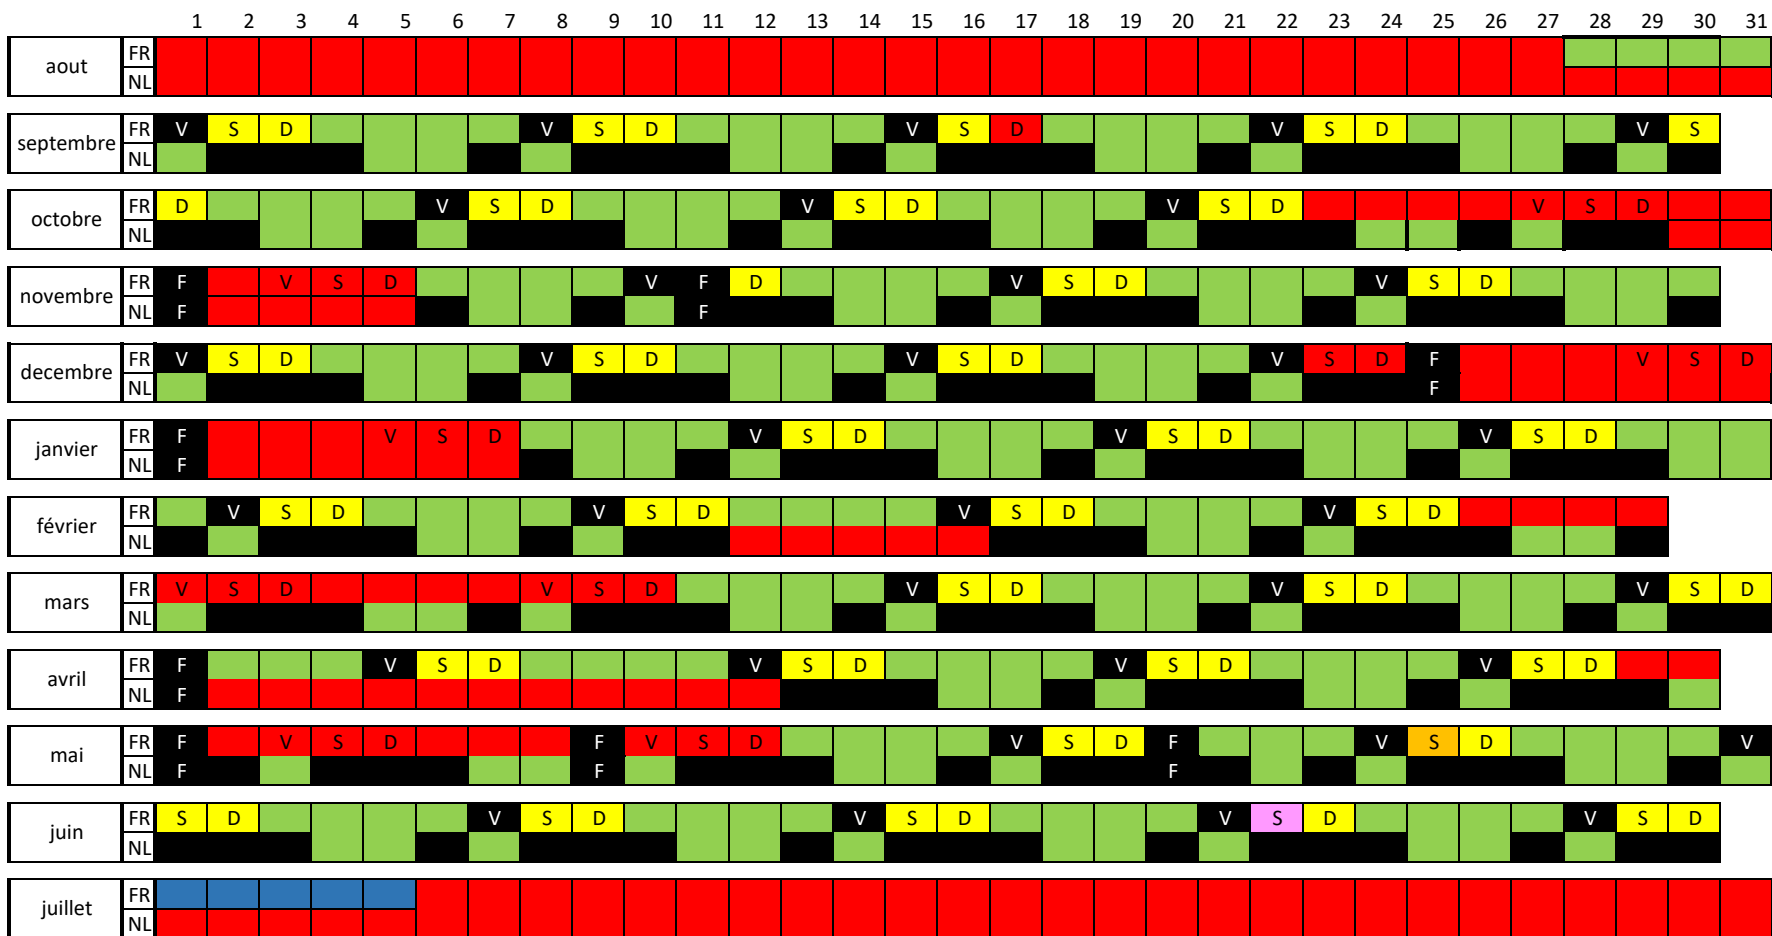 1 2 3 4 5 6 7 8 9 10 11 12 13 14 15 16 17 18 19 20 21 22 23 24 25 26 27 28 29 30 31
aout FR
NL
septembre FR V S D V S D V S D V S D V S
NL
octobre FR D V S D V S D V S D V S D
NL
novembre FR F V S D V F D V S D V S D
NL F F
decembre FR V S D V S D V S D V S D F V S D
NL F
janvier FR F V S D V S D V S D V S D
NL F
février FR V S D V S D V S D V S D
NL
mars FR V S D V S D V S D V S D V S D
NL
avril FR F V S D V S D V S D V S D
NL F
mai FR F V S D F V S D V S D F V S D V
NL F F F
juin FR S D V S D V S D V S D V S D
NL
juillet FR
NL